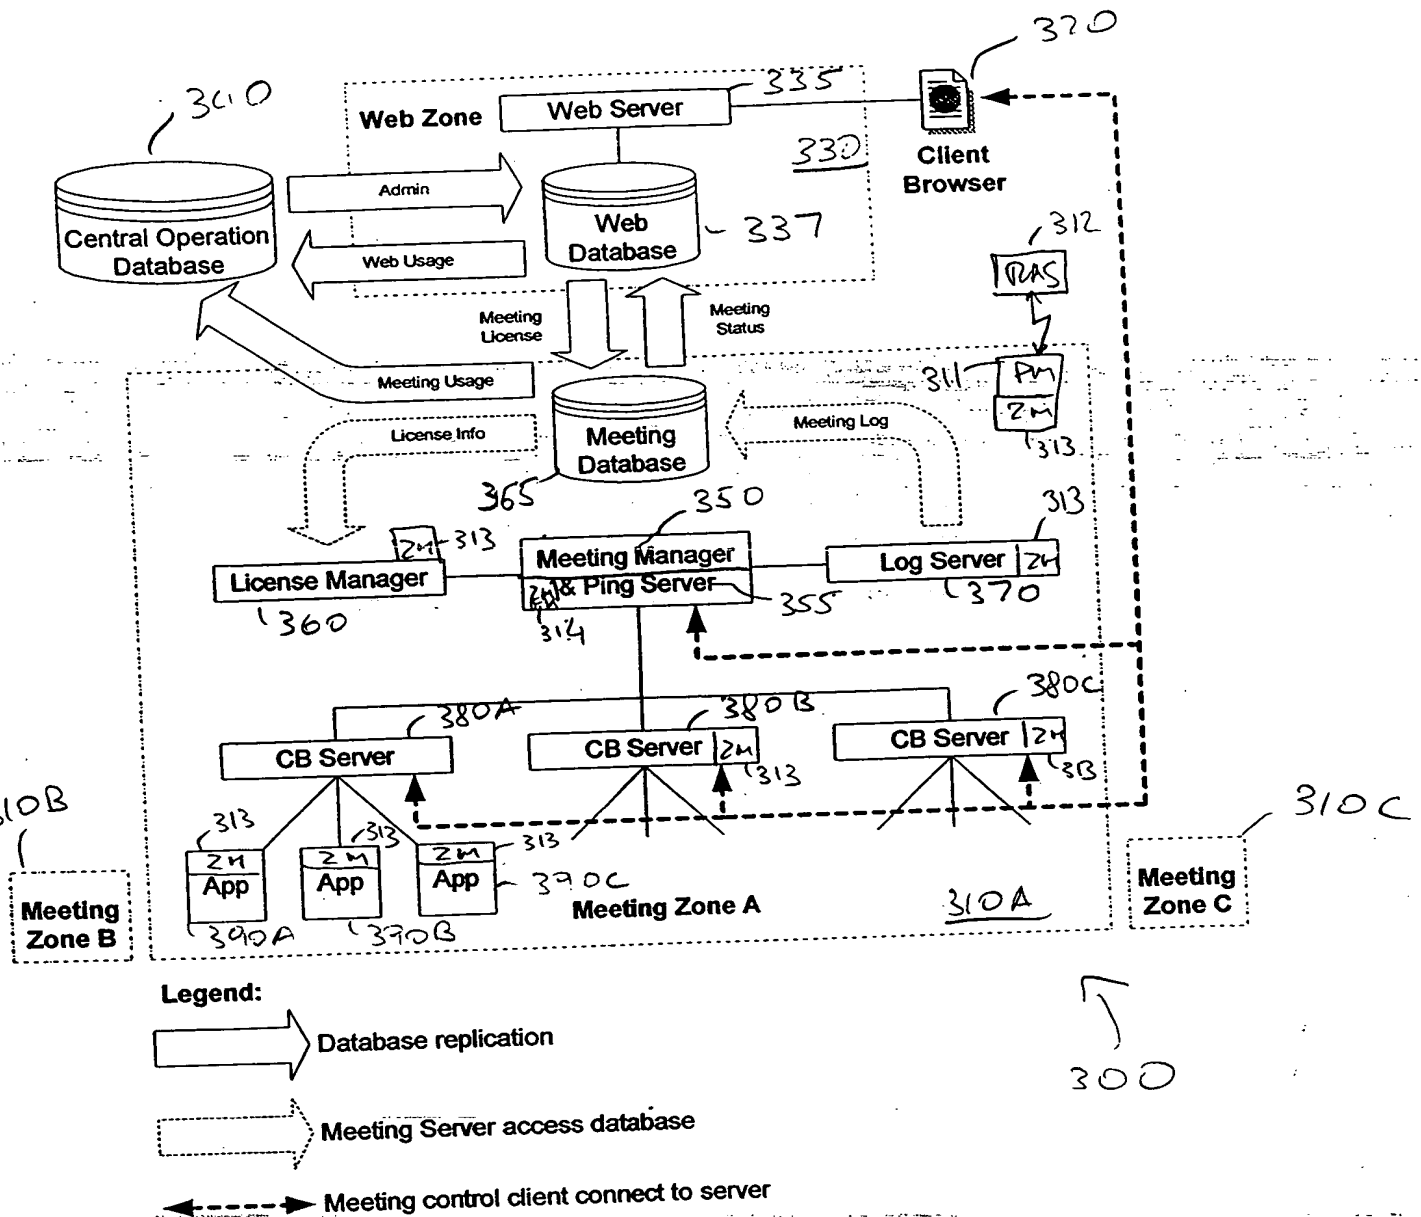 320
340
335
Web Server
Web Zone
330
Client
Browser
Admin
Central Operation
Database
Web
Database
337
Web Usage
312
RAS
Meeting
License
Meeting
Status
311
PM
ZM
313
Meeting Usage
License Info
Meeting
Database
Meeting Log
365
350
313
ZM
313
License Manager
360
Meeting Manager
& Ping Server
355
314
Log Server
ZM
370
380A
380B
380C
CB Server
CB Server
ZM
313
CB Server
ZM
313
310B
310C
313
313
313
ZM
App
ZM
App
ZM
App
390A
390B
390C
Meeting Zone A
310A
Meeting
Zone B
Meeting
Zone C
300
Legend:
Database replication
Meeting Server access database
Meeting control client connect to server